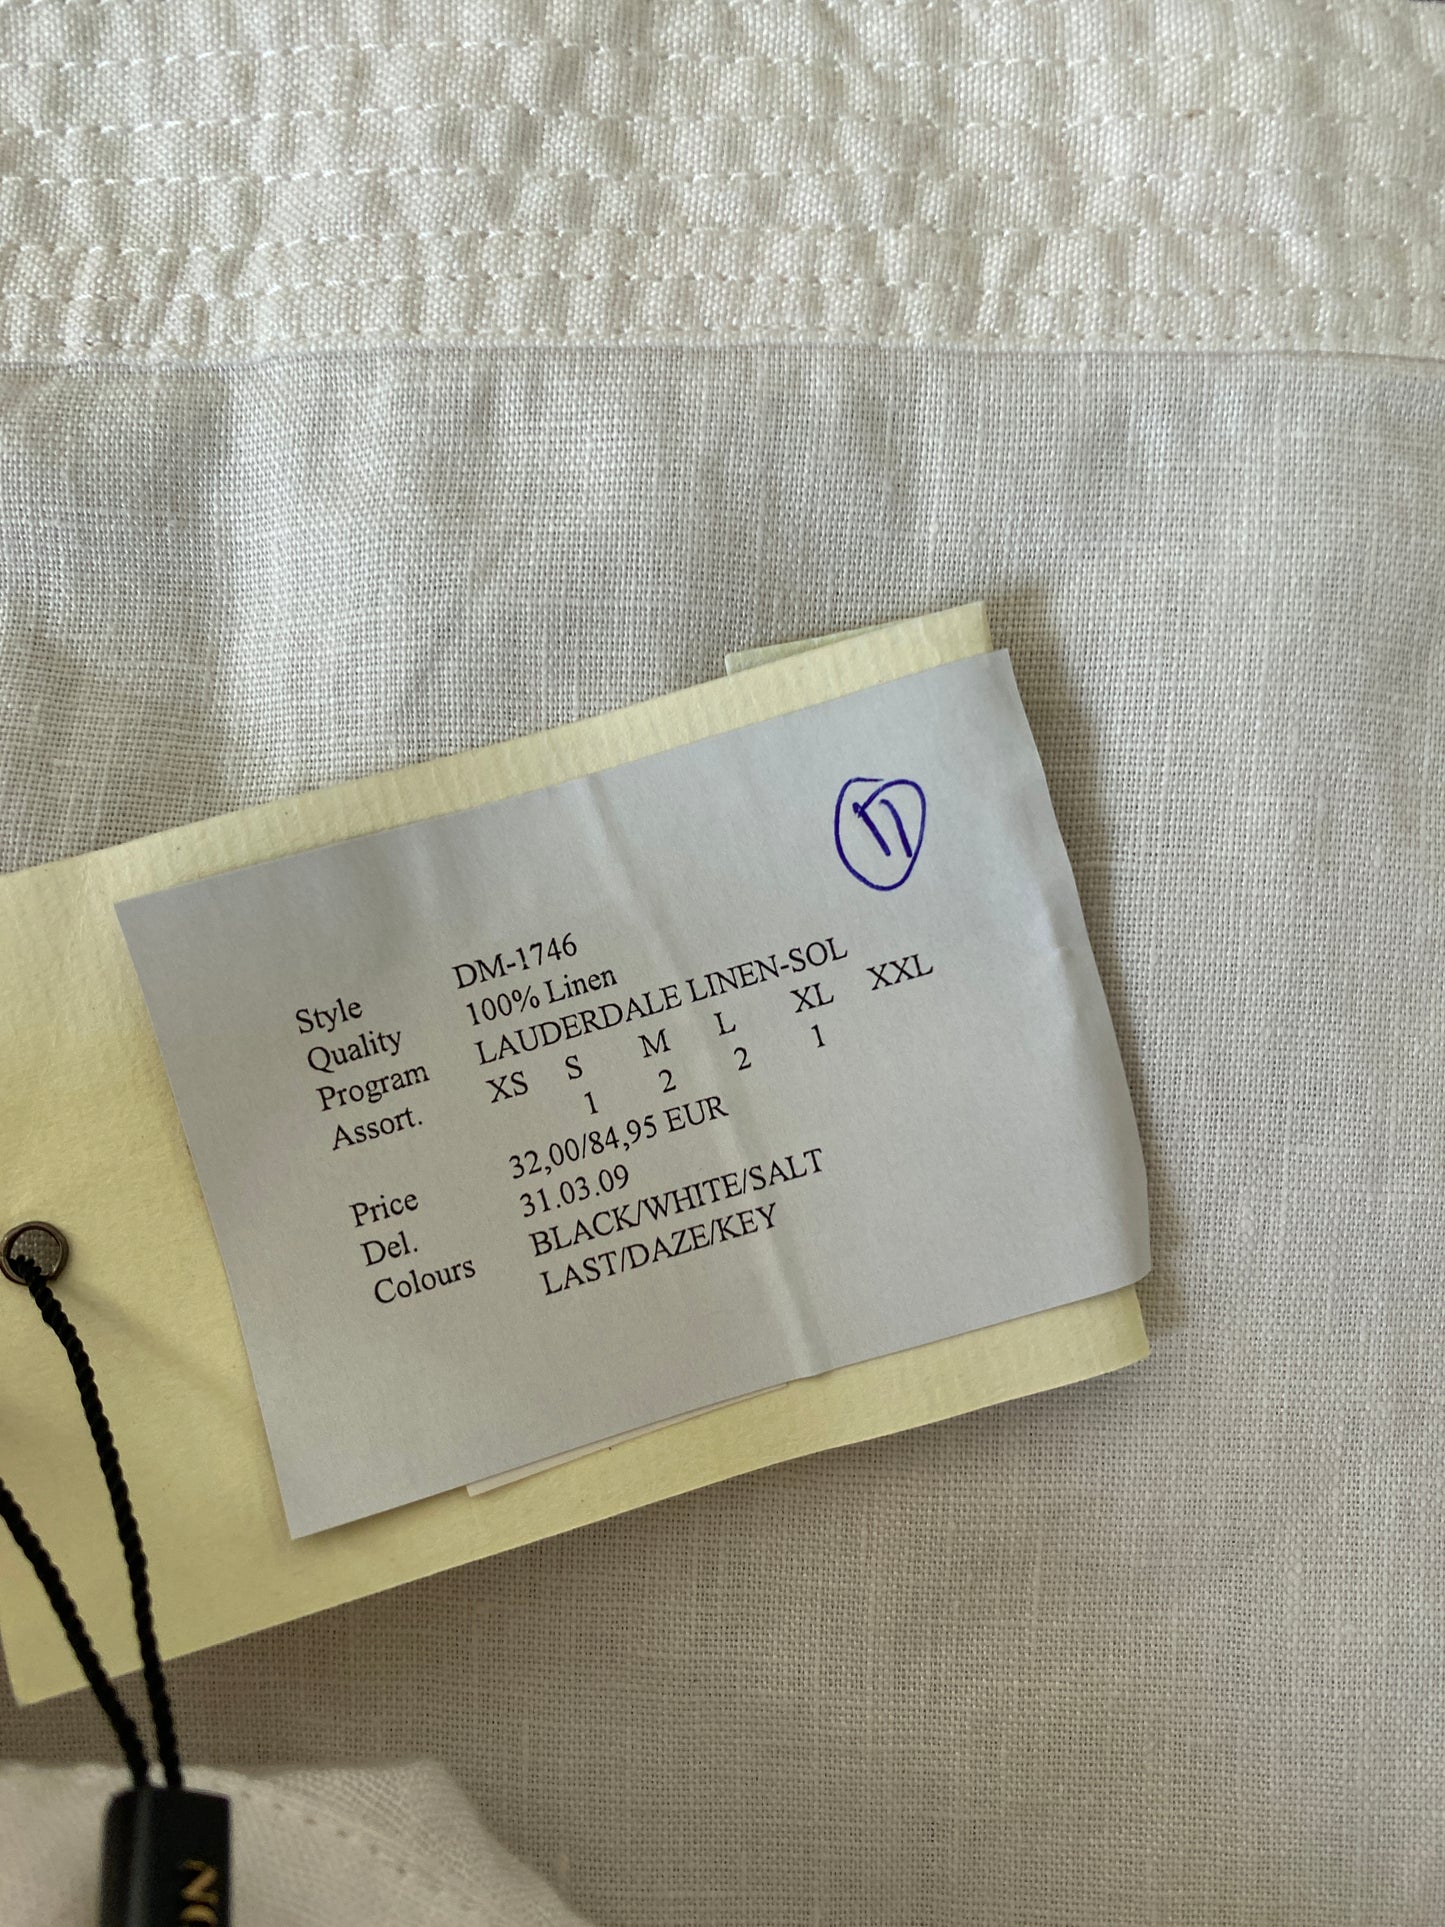 Style DM-1746
Quality 100% Linen
Program LAUDERDALE LINEN-SOL
Assort. XS S M L XL XXL
1 2 2 1
Price 32,00/84,95 EUR
Del. 31.03.09
Colours BLACK/WHITE/SALT
LAST/DAZE/KEY